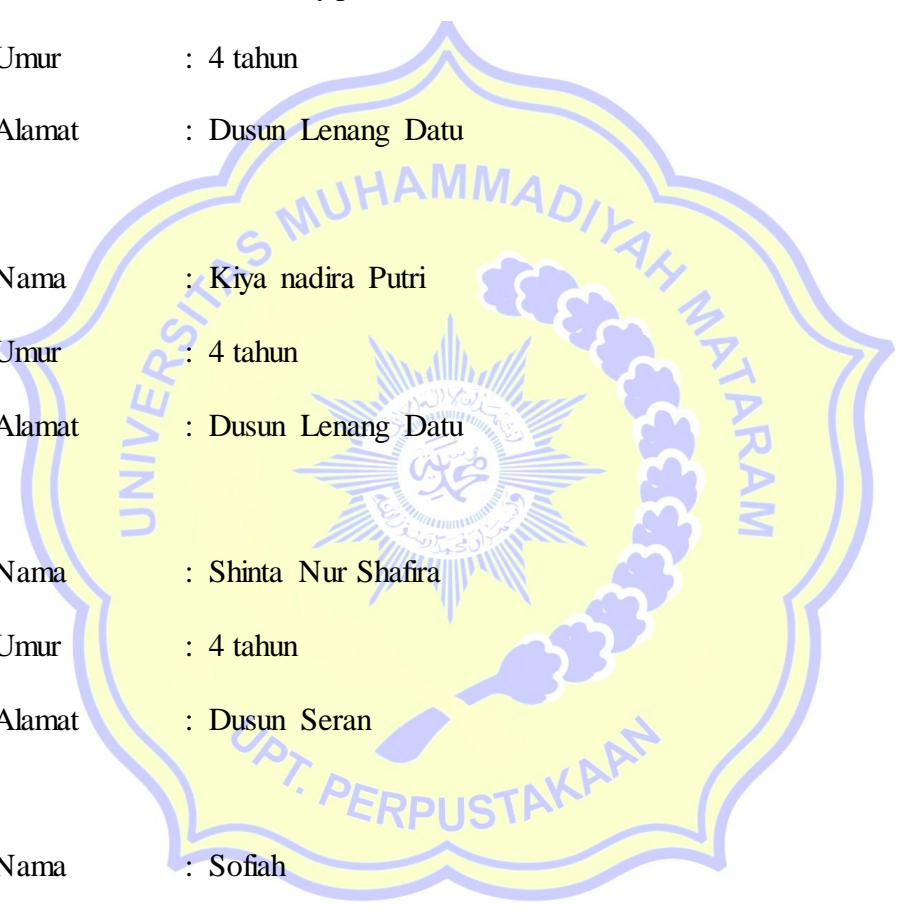 Umur : 4 tahun
Alamat : Dusun Lenang Datu
UNIVERSITAS MUHAMMADIYAH MATARAM
Nama : Kiya nadira Putri
Umur : 4 tahun
Alamat : Dusun Lenang Datu
Nama : Shinta Nur Shafira
Umur : 4 tahun
Alamat : Dusun Seran
UPT. PERPUSTAKAAN
Nama : Sofiah